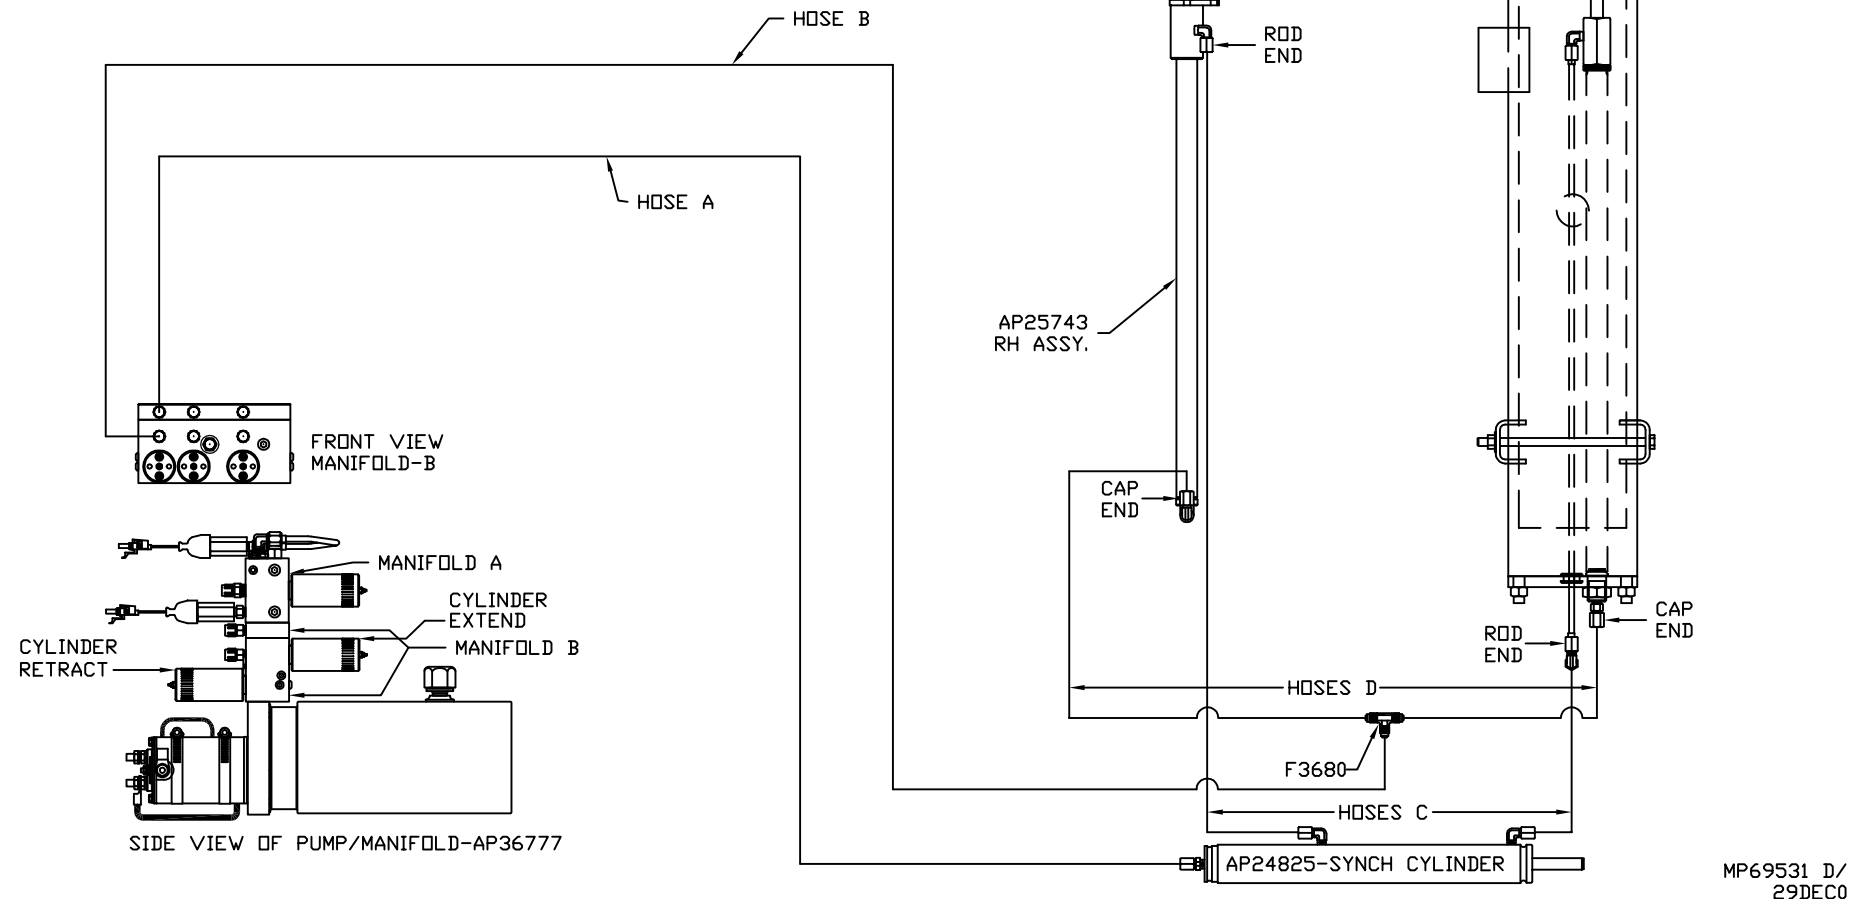 HOSE B
ROD
END
HOSE A
AP25743
RH ASSY.
FRONT VIEW
MANIFOLD-B
CAP
END
MANIFOLD A
CYLINDER
EXTEND
CYLINDER
RETRACT
MANIFOLD B
ROD
END
CAP
END
HOSES D
F3680
HOSES C
SIDE VIEW OF PUMP/MANIFOLD-AP36777
AP24825-SYNCH CYLINDER
MP69531 D/
29DEC0